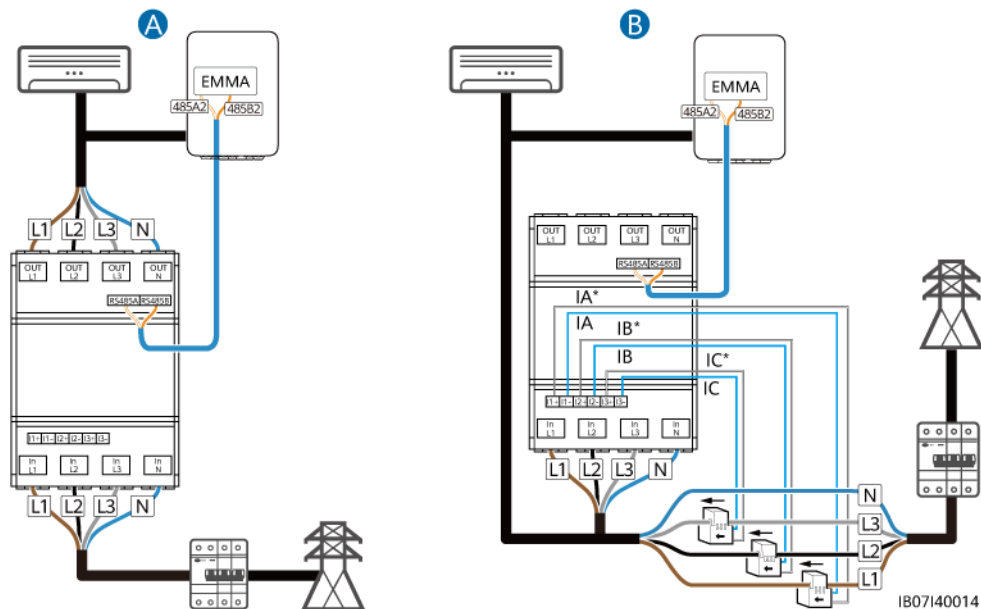 A
EMMA
485A2 485B2
L1 L2 L3 N
OUT L1 OUT L2 OUT L3 OUT N
RS485A RS485B
I1+ I1- I2+ I2- I3+ I3-
In L1 In L2 In L3 In N
L1 L2 L3 N
B
EMMA
485A2 485B2
OUT L1 OUT L2 OUT L3 OUT N
RS485A RS485B
IA*
IA
IB*
IB
IC*
IC
I1+ I1- I2+ I2- I3+ I3-
In L1 In L2 In L3 In N
L1 L2 L3 N
N
L3
L2
L1
IB07I40014